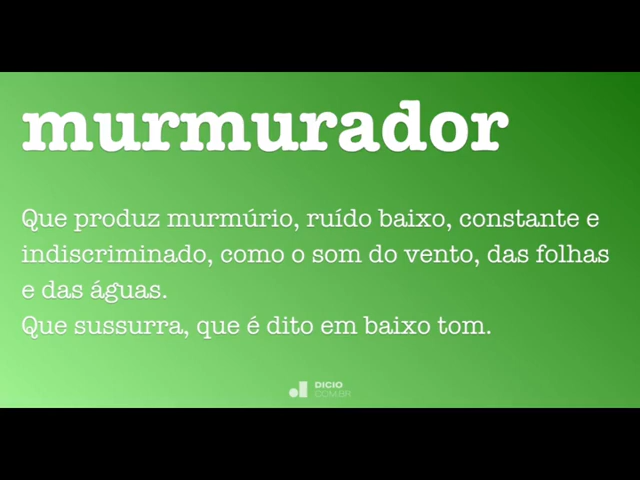 murmurador
Que produz murmúrio, ruído baixo, constante e
indiscriminado, como o som do vento, das folhas
e das águas.
Que sussurra, que é dito em baixo tom.
DICIO
COM.BR